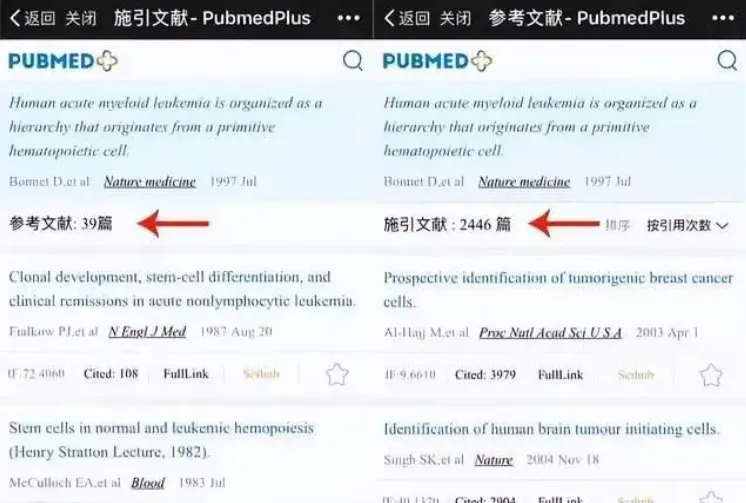 返回 关闭 施引文献- PubmedPlus
PUBMED
Human acute myeloid leukemia is organized as a
hierarchy that originates from a primitive
hematopoietic cell.
Bonnet D,et al Nature medicine 1997 Jul
参考文献: 39篇
Clonal development, stem-cell differentiation, and
clinical remissions in acute nonlymphocytic leukemia.
Fialkow PJ,et al N Engl J Med 1987 Aug 20
IF:72.4060 Cited: 108 FullLink Scihub
Stem cells in normal and leukemic hemopoiesis
(Henry Stratton Lecture, 1982).
McCulloch EA,et al Blood 1983 Jul
返回 关闭 参考文献 - PubmedPlus
PUBMED
Human acute myeloid leukemia is organized as a
hierarchy that originates from a primitive
hematopoietic cell.
Bonnet D,et al Nature medicine 1997 Jul
施引文献 : 2446 篇 排序 按引用次数
Prospective identification of tumorigenic breast cancer
cells.
Al-Hajj M,et al Proc Natl Acad Sci U S A 2003 Apr 1
IF:9.6610 Cited: 3979 FullLink Scihub
Identification of human brain tumour initiating cells.
Singh SK,et al Nature 2004 Nov 18
Cited: 2904 FullLink Scihub